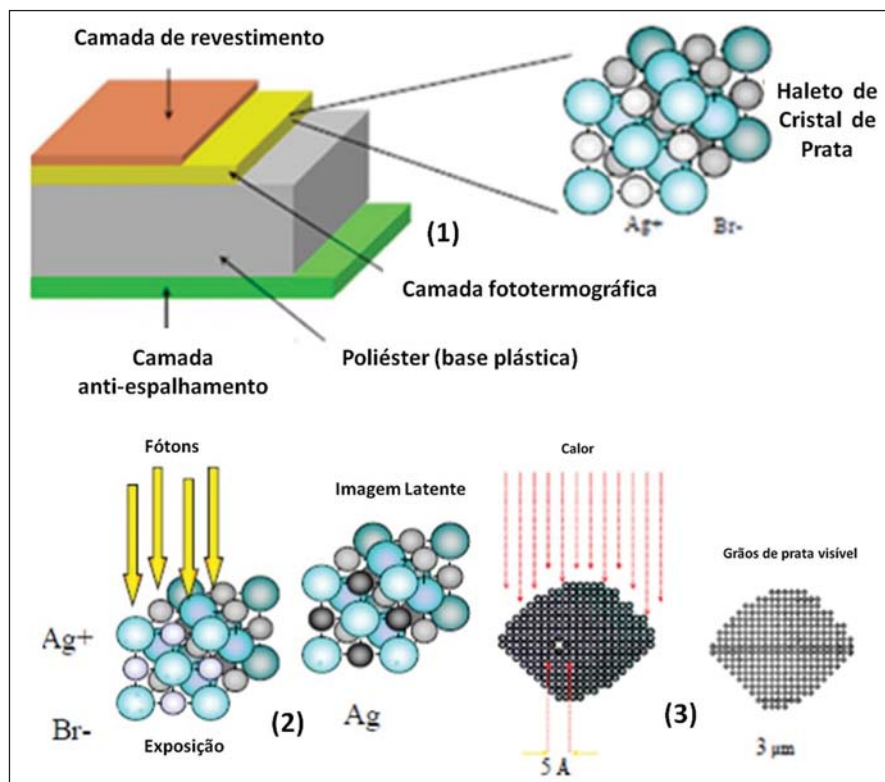 Camada de revestimento
Haleto de
Cristal de
Prata
Ag+ Br-
(1)
Camada fototermográfica
Camada
anti-espalhamento
Poliéster (base plástica)
Fótons
Imagem Latente
Ag+
Br-
Exposição
(2)
Ag
Calor
Grãos de prata visível
(3)
5 A
3 µm